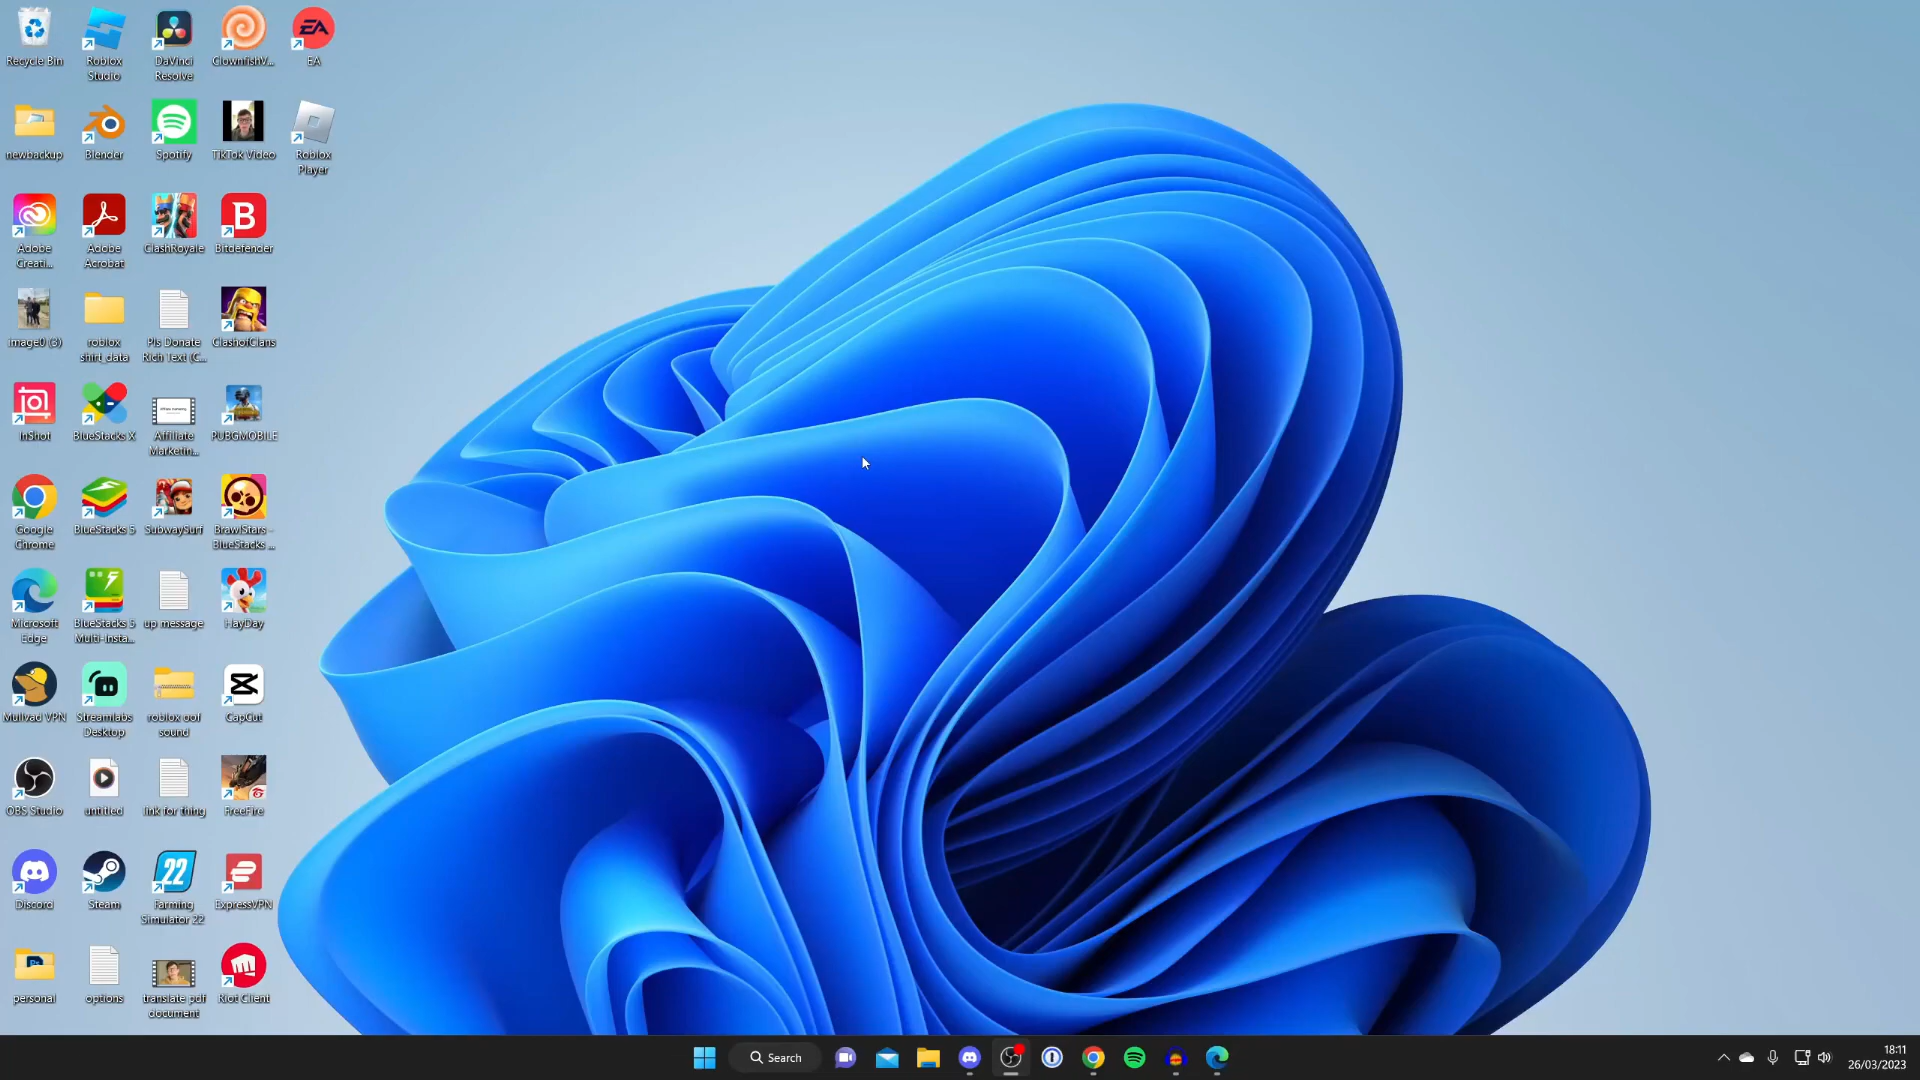 Recycle Bin
Roblox
Studio
DaVinci
Resolve
ClownfishV...
EA
EA
newbackup
Blender
Spotify
TikTok Video
Roblox
Player
Adobe
Creati...
Adobe
Acrobat
ClashRoyale
B
Bitdefender
image0 (3)
roblox
shirt_data
Pls Donate
Rich Text (C...
ClashofClans
InShot
BlueStacks X
Affiliate
Marketin...
PUBGMOBILE
Google
Chrome
BlueStacks 5
SubwaySurf
BrawlStars -
BlueStacks ...
Microsoft
Edge
BlueStacks 5
Multi-Insta...
up message
HayDay
Mullvad VPN
Streamlabs
Desktop
roblox oof
sound
CapCut
OBS Studio
untitled
link for thing
FreeFire
Discord
Steam
22
Farming
Simulator 22
ExpressVPN
Ps
personal
options
translate pdf
document
Riot Client
Search
18:11
26/03/2023